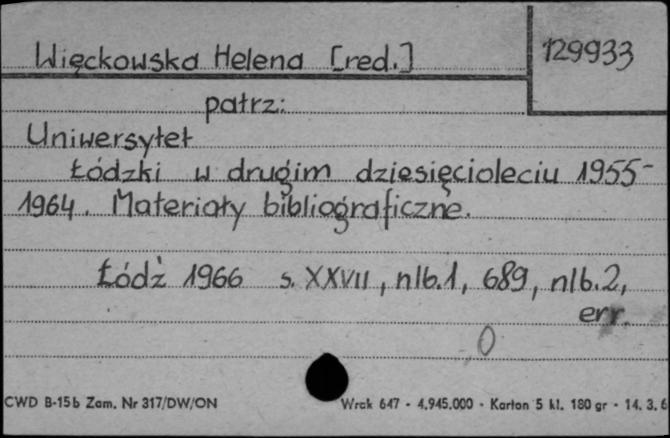 Więckowska Helena [red.]
129933
patrz:
Uniwersytet
Łódzki w drugim dziesięcioleciu 1955-
1964. Materiały bibliograficzne.
Łódź 1966 s. XXVII, nlb.1, 689, nlb.2,
err.
0
CWD B-15b Zam. Nr 317/DW/ON
Wrck 647 - 4.945.000 - Karton 5 kl. 180 gr - 14. 3. 6